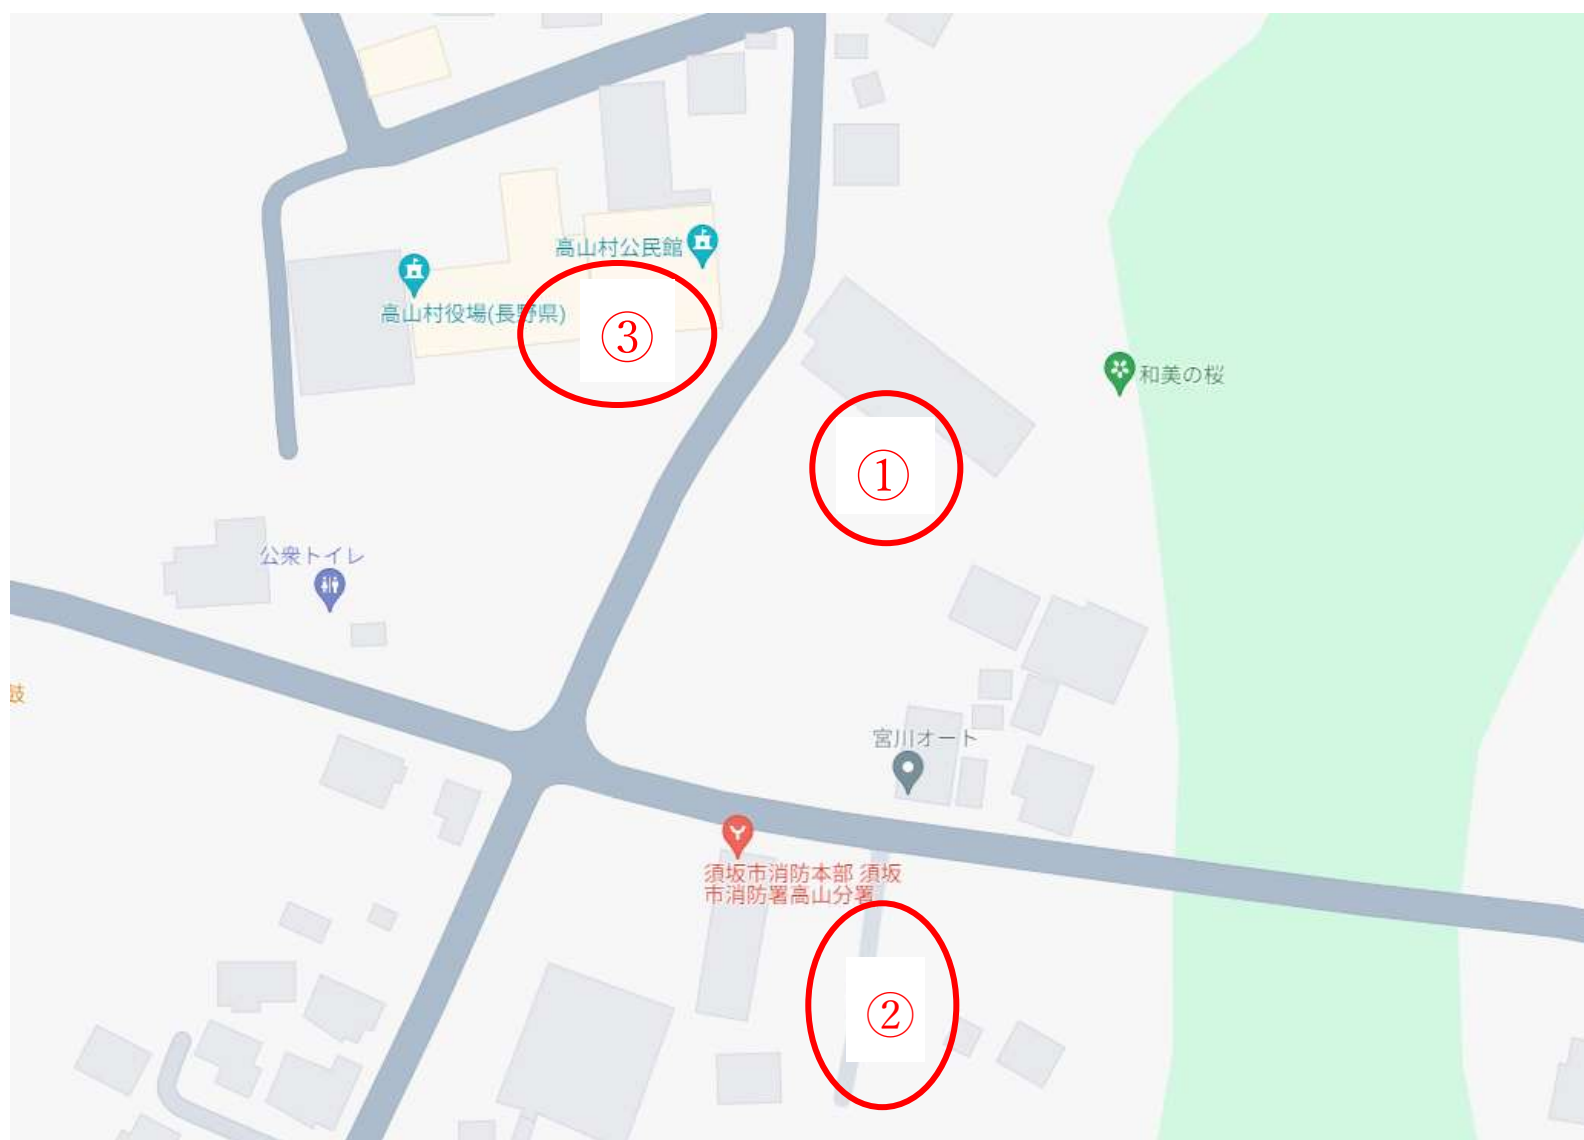 高山村公民館
高山村役場(長野県)
③
和美の桜
①
公衆トイレ
鼓
宮川オート
須坂市消防本部 須坂
市消防署高山分署
②